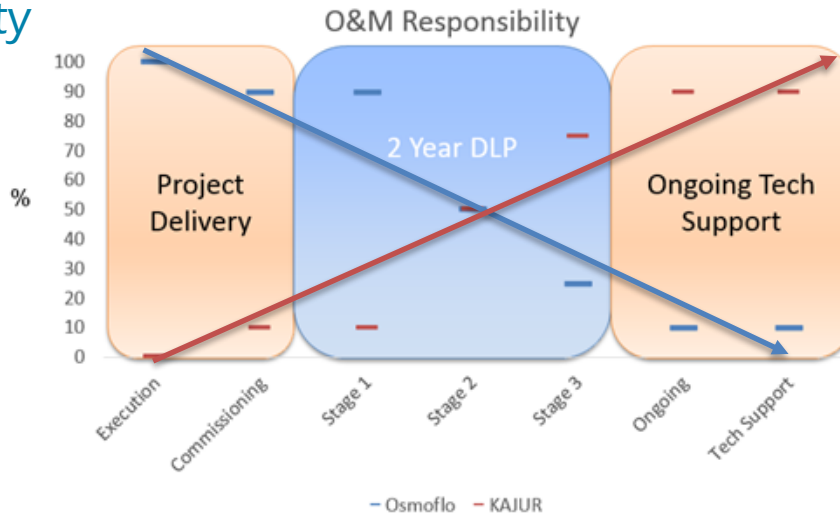 ty
O&M Responsibility
100
90
80
70
60
50
40
30
20
10
0
%
Project
Delivery
2 Year DLP
Ongoing Tech
Support
Execution
Commissioning
Stage 1
Stage 2
Stage 3
Ongoing
Tech Support
Osmoflo
KAJUR